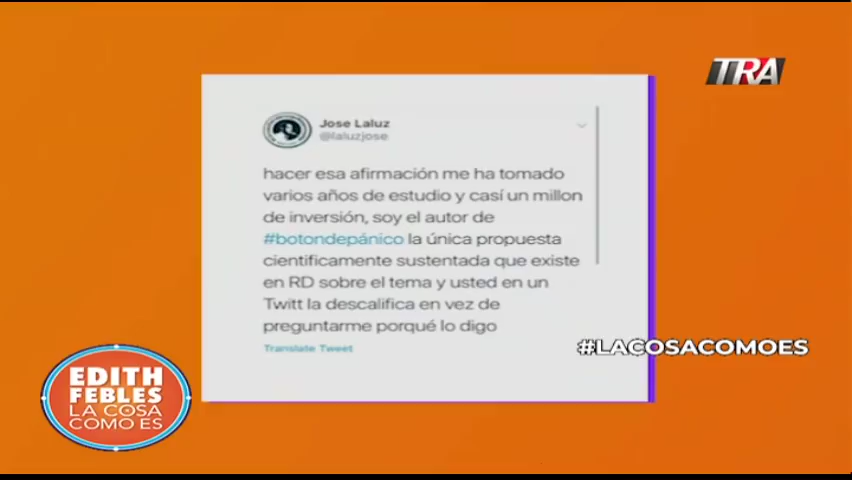 TRA
Jose Laluz
@laluzjose
hacer esa afirmación me ha tomado
varios años de estudio y casí un millon
de inversión, soy el autor de
#botondepánico la única propuesta
cientificamente sustentada que existe
en RD sobre el tema y usted en un
Twitt la descalifica en vez de
preguntarme porqué lo digo
Translate Tweet
#LACOSACOMOES
EDITH
FEBLES
LA COSA
COMO ES